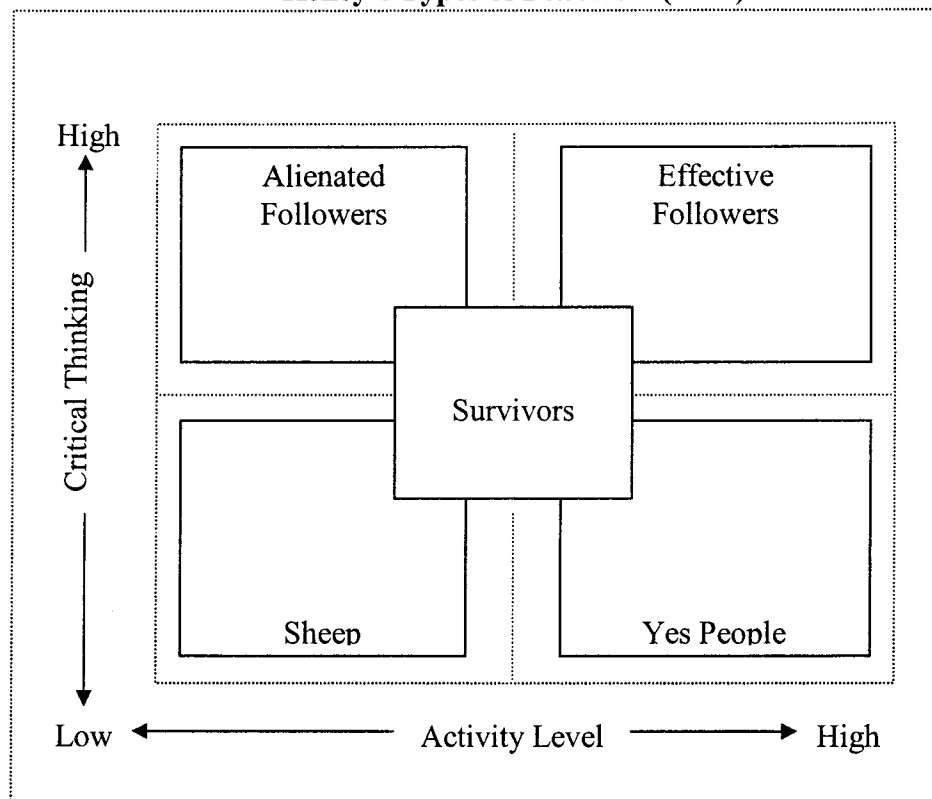 High
Alienated
Followers
Effective
Followers
Critical Thinking
Survivors
Sheep
Yes People
Low
Activity Level
High